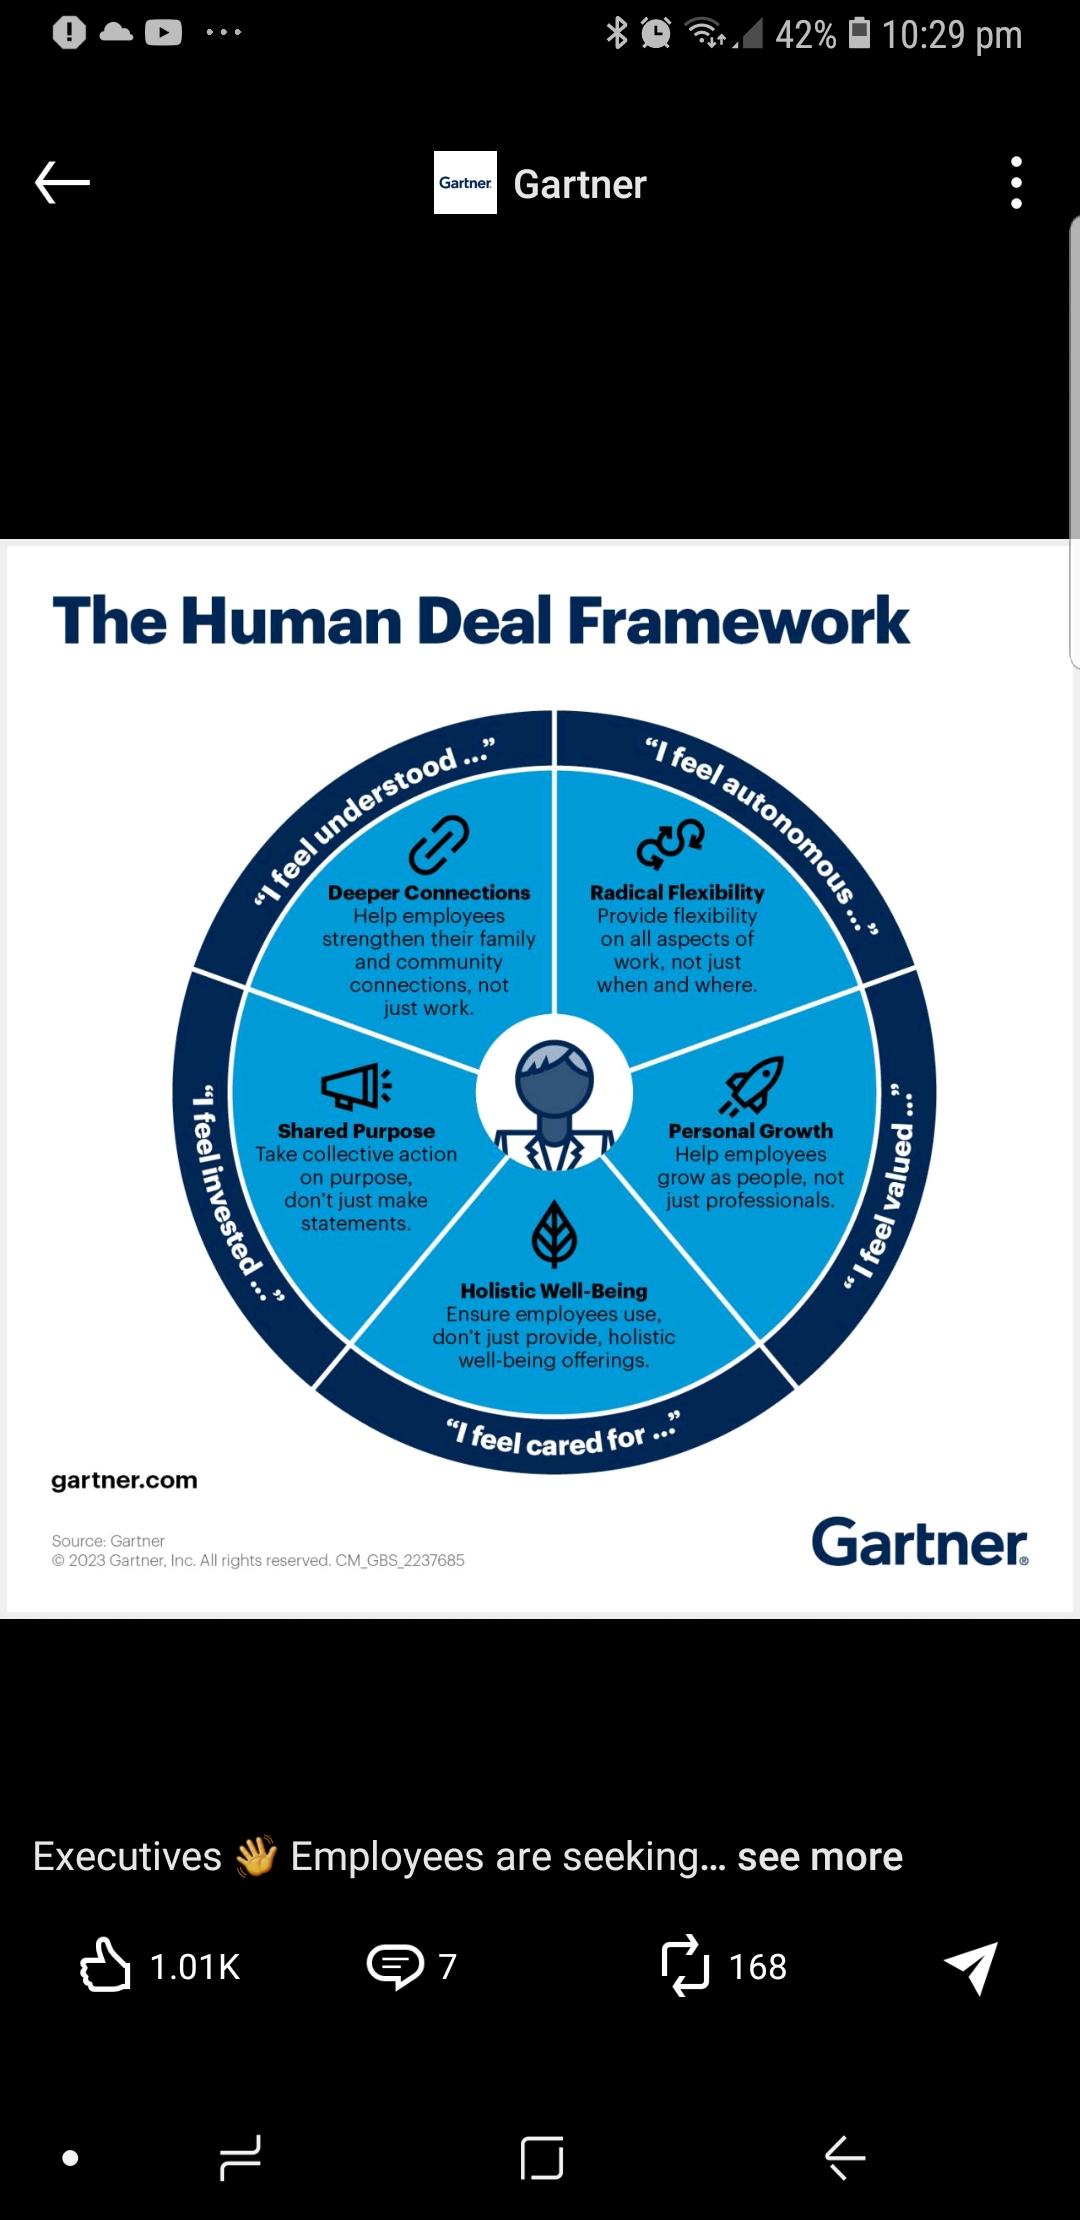 42% 10:29 pm
Gartner Gartner
The Human Deal Framework
“I feel understood ...”
Deeper Connections
Help employees
strengthen their family
and community
connections, not
just work.
“I feel autonomous ...”
Radical Flexibility
Provide flexibility
on all aspects of
work, not just
when and where.
“I feel invested ...”
Shared Purpose
Take collective action
on purpose,
don't just make
statements.
“I feel valued ...”
Personal Growth
Help employees
grow as people, not
just professionals.
Holistic Well-Being
Ensure employees use,
don't just provide, holistic
well-being offerings.
“I feel cared for ...”
gartner.com
Source: Gartner
© 2023 Gartner, Inc. All rights reserved. CM_GBS_2237685
Gartner®
Executives 👋 Employees are seeking... see more
1.01K 7 168